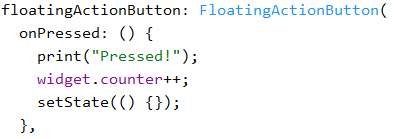 floatingActionButton: FloatingActionButton(
  onPressed: () {
    print("Pressed!");
    widget.counter++;
    setState(() {});
  },